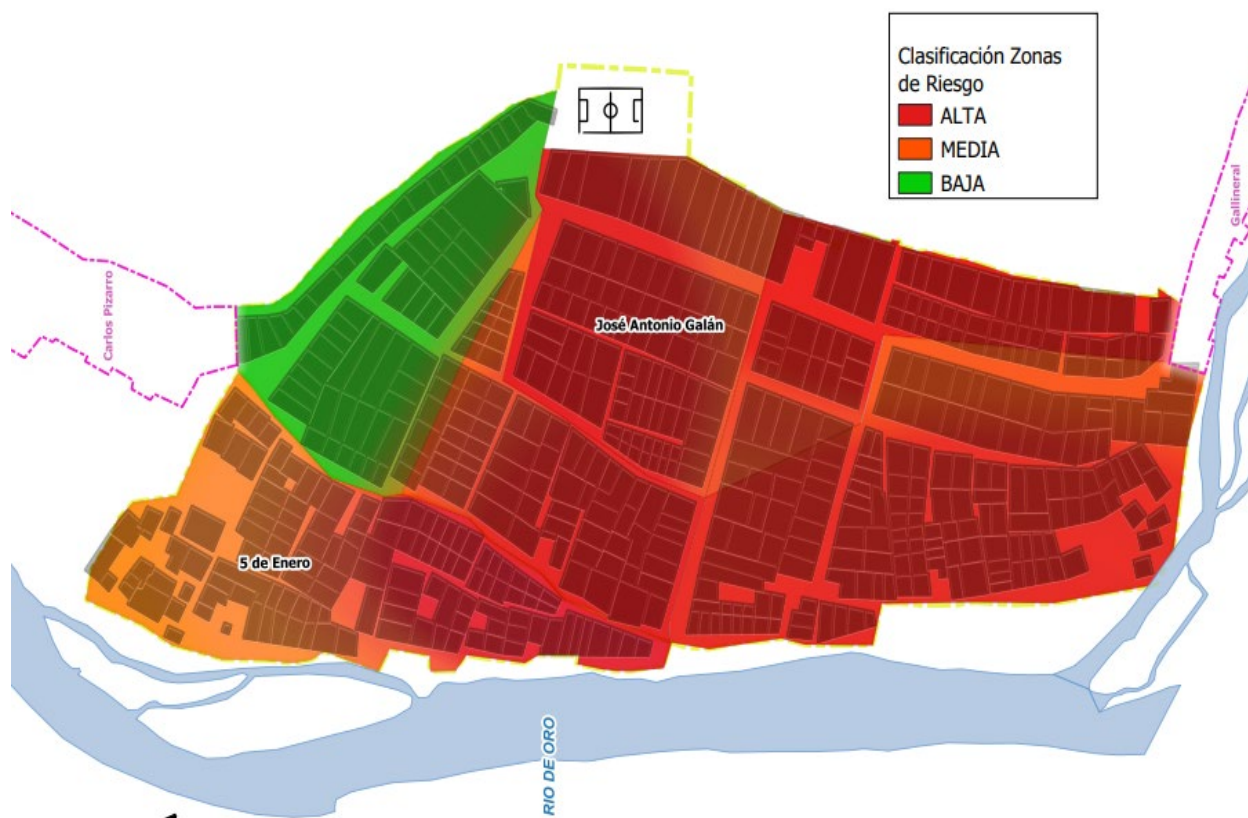 Clasificación Zonas
de Riesgo
ALTA
MEDIA
BAJA
Gallineral
Carlos Pizarro
José Antonio Galán
5 de Enero
RIO DE ORO